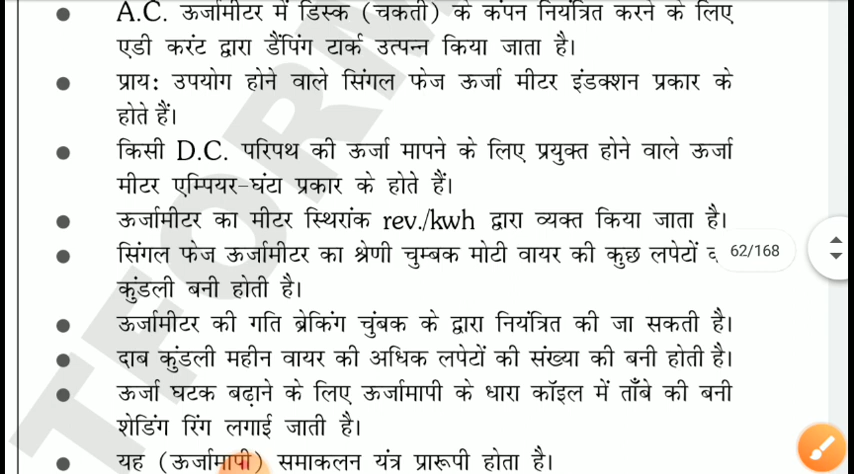 ● A.C. ऊर्जामीटर में डिस्क (चकती) के कंपन नियंत्रित करने के लिए
एडी करंट द्वारा डैंपिंग टार्क उत्पन्न किया जाता है।
● प्राय: उपयोग होने वाले सिंगल फेज ऊर्जा मीटर इंडक्शन प्रकार के
होते हैं।
● किसी D.C. परिपथ की ऊर्जा मापने के लिए प्रयुक्त होने वाले ऊर्जा
मीटर एम्पियर-घंटा प्रकार के होते हैं।
● ऊर्जामीटर का मीटर स्थिरांक rev./kwh द्वारा व्यक्त किया जाता है।
● सिंगल फेज ऊर्जामीटर का श्रेणी चुम्बक मोटी वायर की कुछ लपेटों 62/168
कुंडली बनी होती है।
● ऊर्जामीटर की गति ब्रेकिंग चुंबक के द्वारा नियंत्रित की जा सकती है।
● दाब कुंडली महीन वायर की अधिक लपेटों की संख्या की बनी होती है।
● ऊर्जा घटक बढ़ाने के लिए ऊर्जामापी के धारा कॉइल में ताँबे की बनी
शेडिंग रिंग लगाई जाती है।
● यह (ऊर्जामापी) समाकलन यंत्र प्रारूपी होता है।